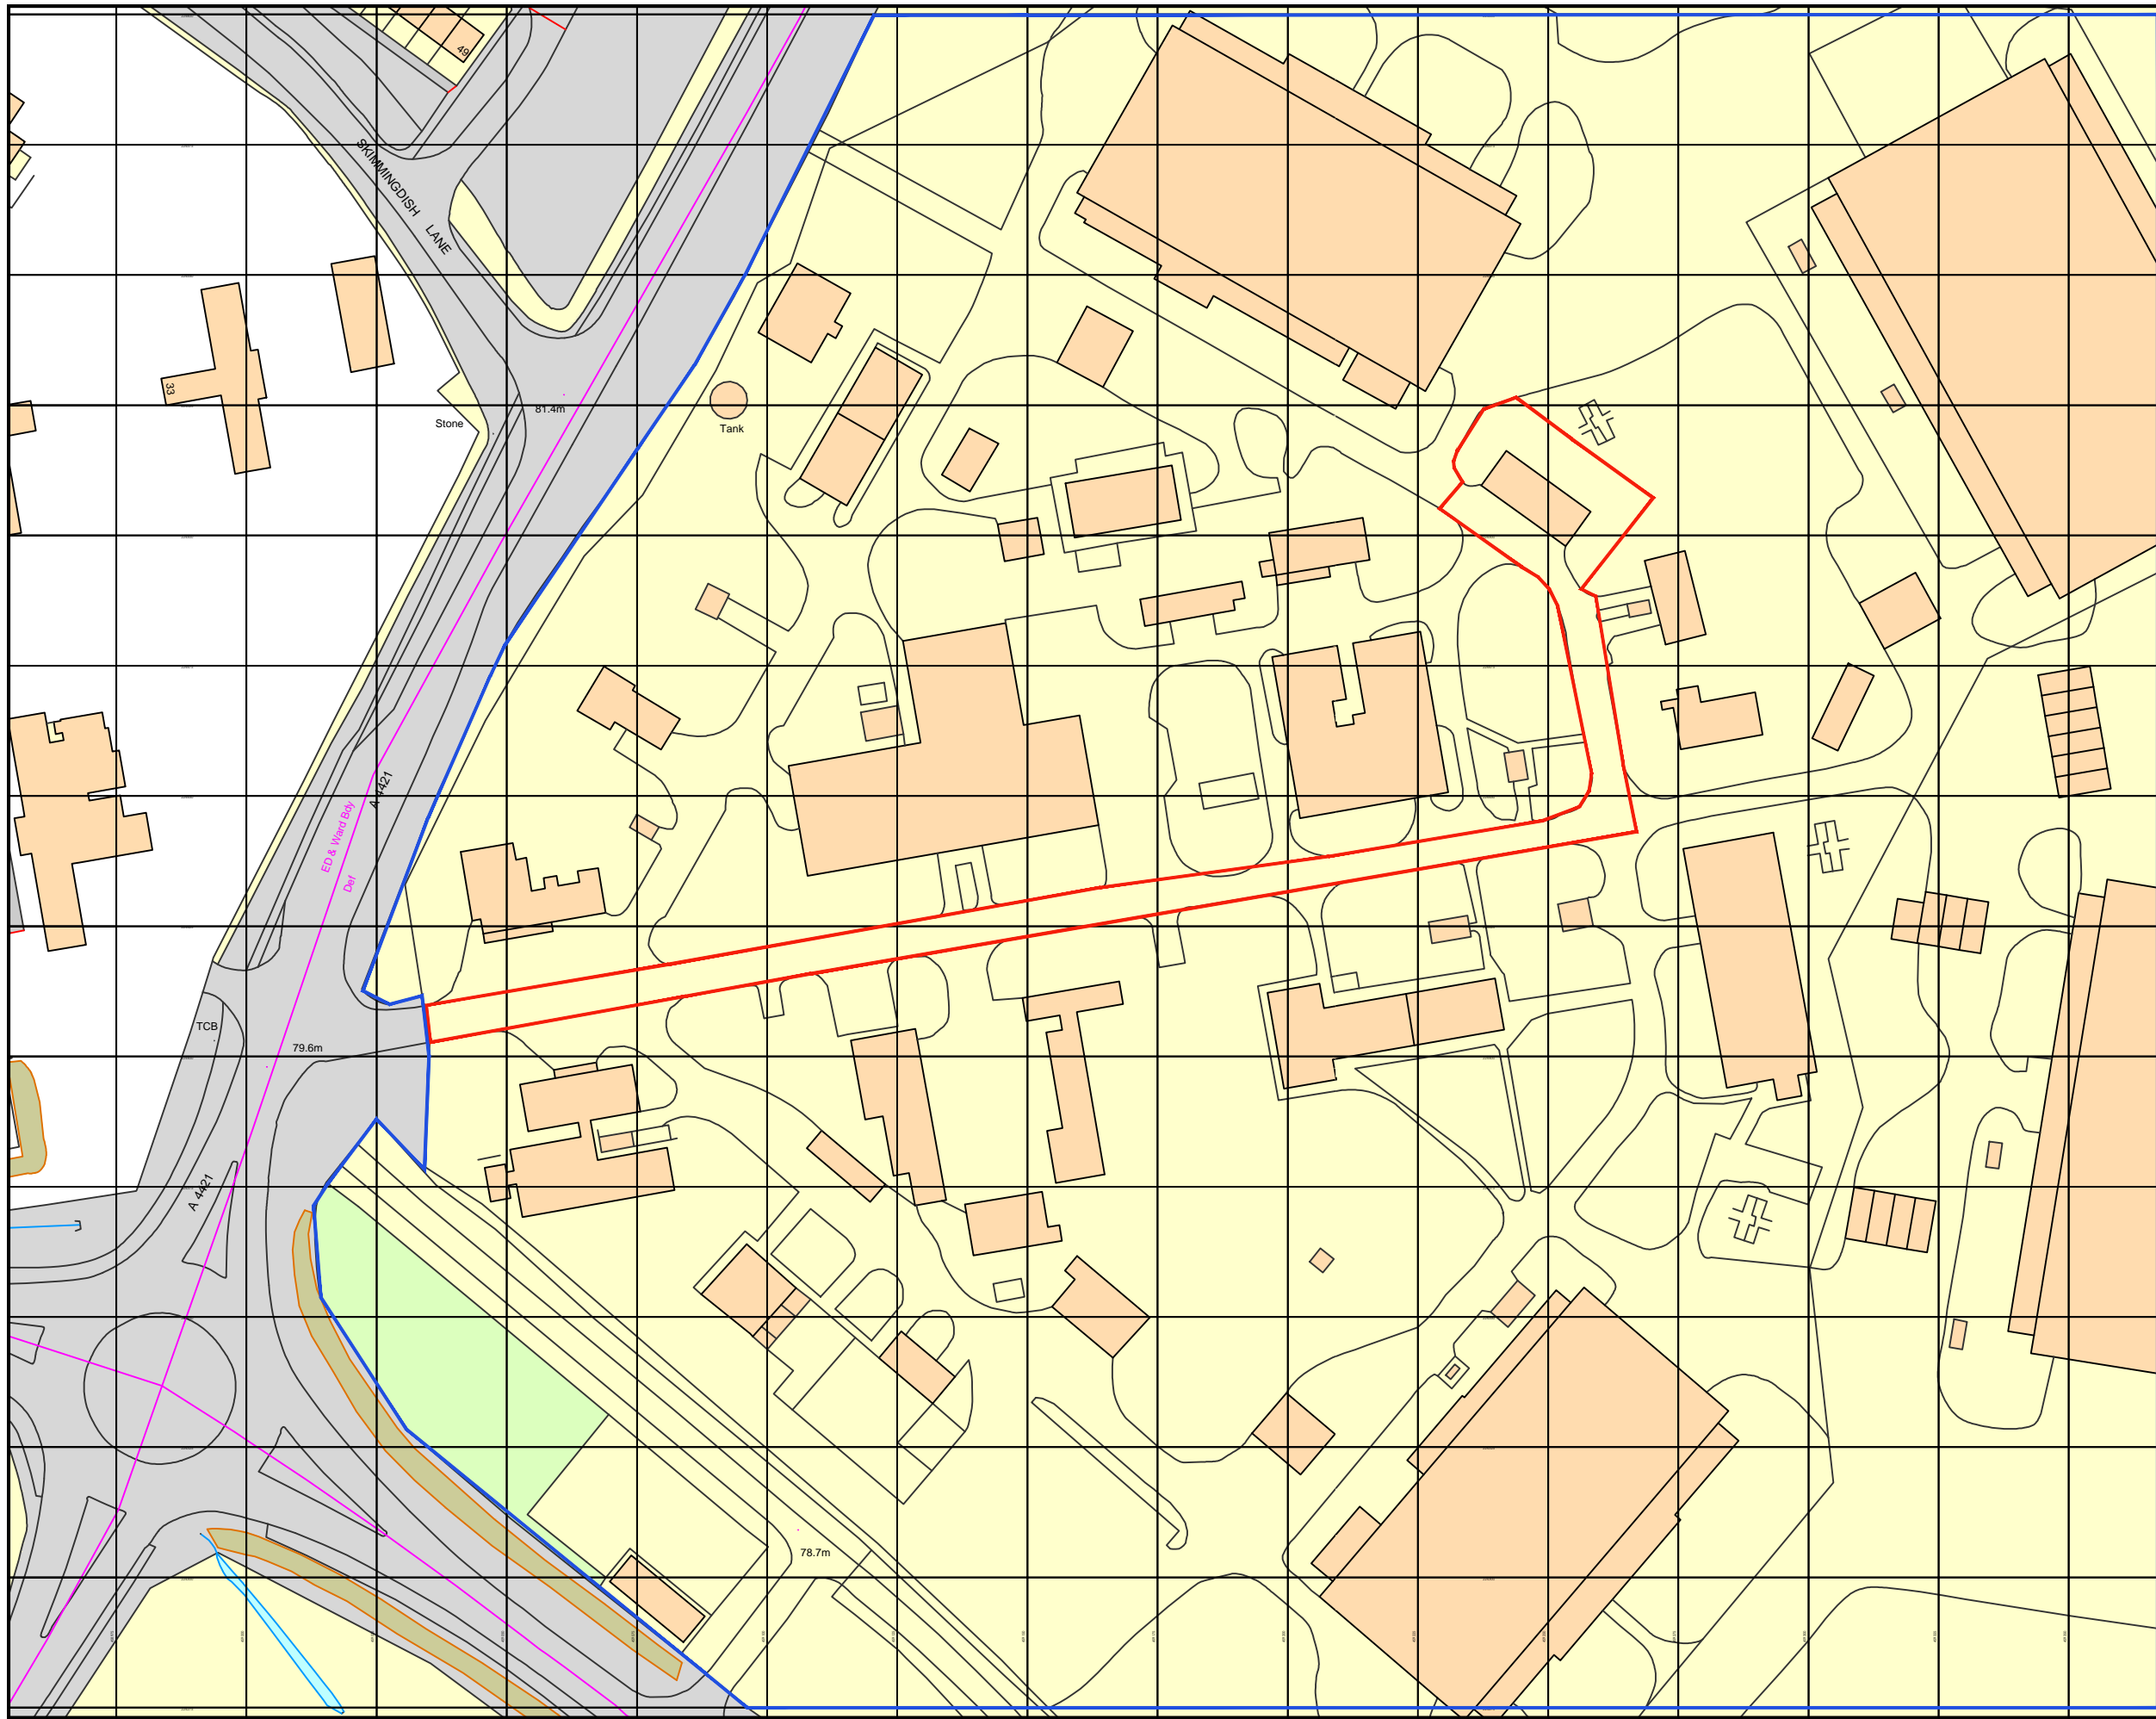 49
SKIMMINGDISH
LANE
33
81.4m
Stone
Tank
A 4421
ED & Ward Bdy
Def
TCB
79.6m
A 4421
78.7m